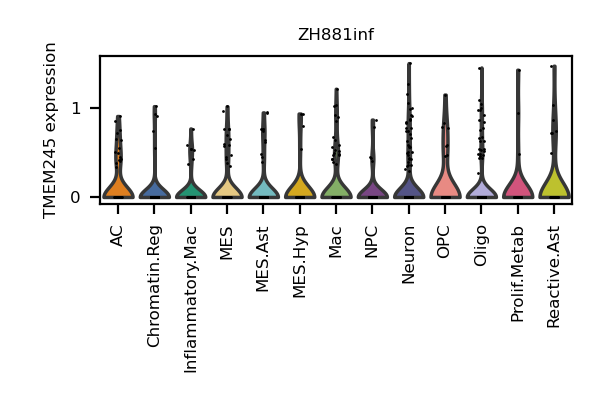 ZH881inf
TMEM245 expression
1
0
AC
Chromatin.Reg
Inflammatory.Mac
MES
MES.Ast
MES.Hyp
Mac
NPC
Neuron
OPC
Oligo
Prolif.Metab
Reactive.Ast